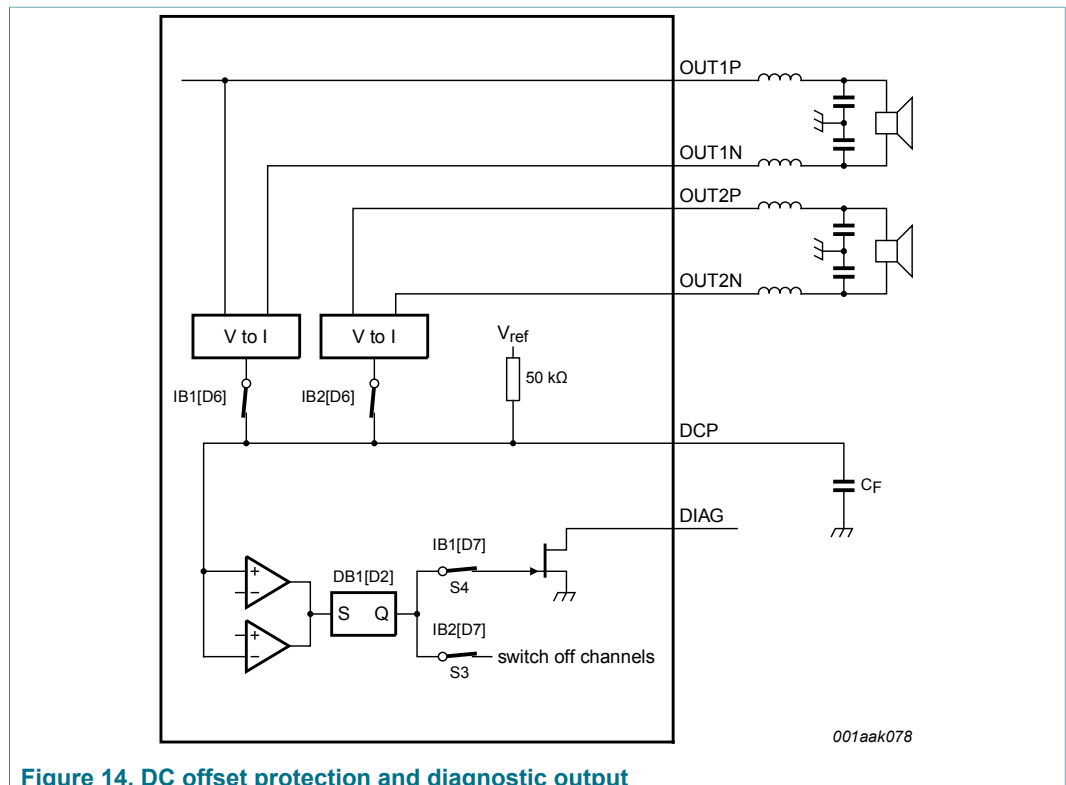 OUT1P
OUT1N
OUT2P
OUT2N
V to I
V to I
Vref
50 kΩ
IB1[D6]
IB2[D6]
DCP
CF
DIAG
IB1[D7]
DB1[D2]
+
−
S4
S Q
IB2[D7]
+
−
switch off channels
S3
001aak078
Figure 14. DC offset protection and diagnostic output